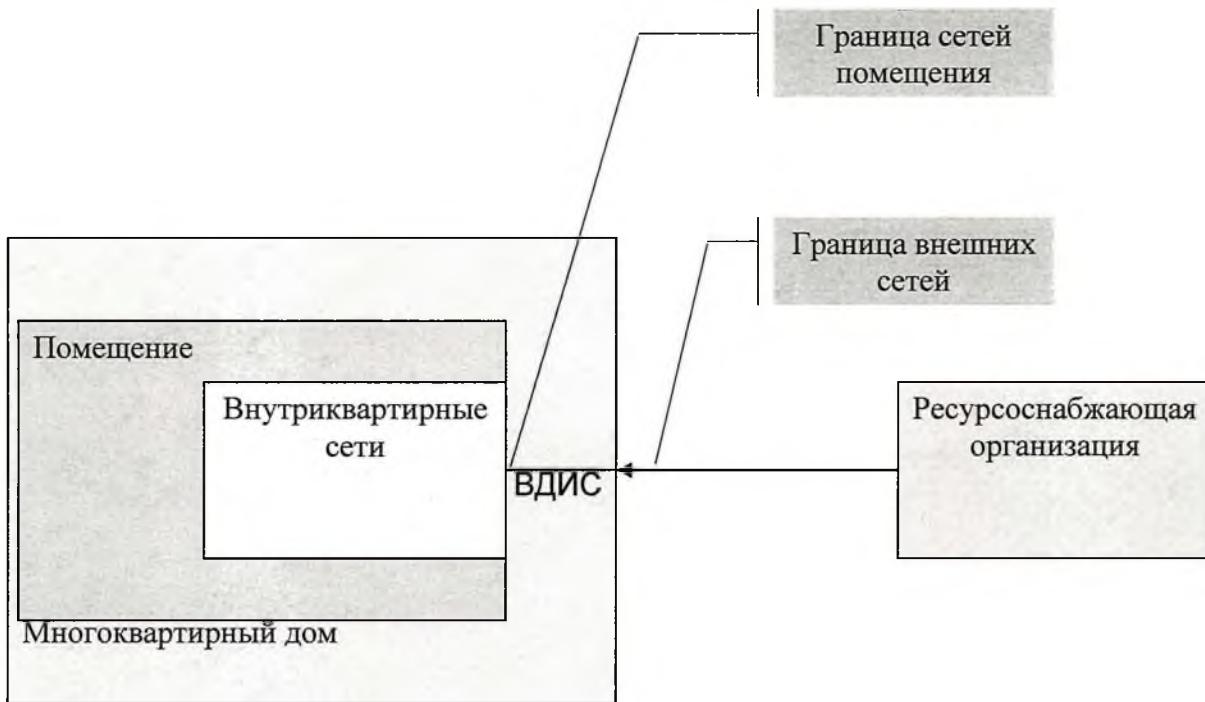 Граница сетей
помещения
Граница внешних
сетей
Помещение
Внутриквартирные
сети
ВДИС
Ресурсоснабжающая
организация
Многоквартирный дом